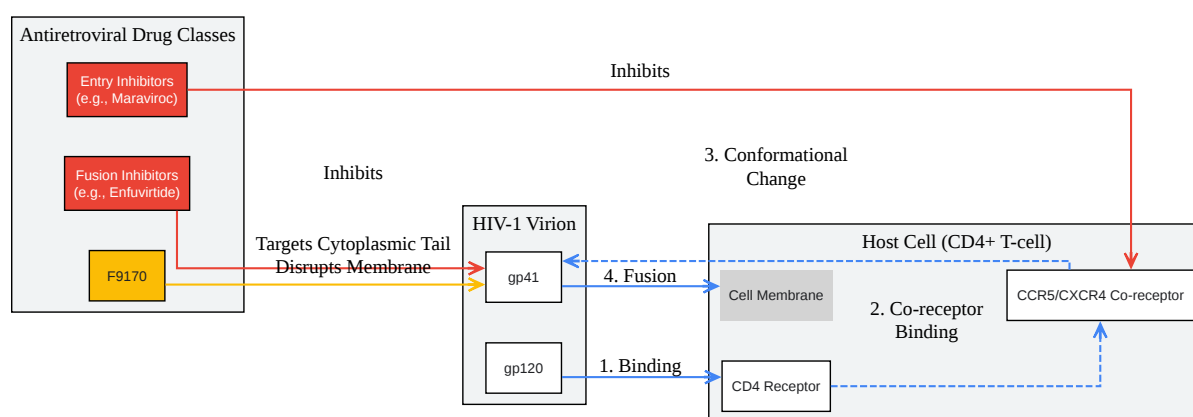 Antiretroviral Drug Classes
Entry Inhibitors
(e.g., Maraviroc)
Inhibits
Fusion Inhibitors
(e.g., Enfuvirtide)
Inhibits
3. Conformational
Change
HIV-1 Virion
Host Cell (CD4+ T-cell)
Targets Cytoplasmic Tail
Disrupts Membrane
F9170
gp41
4. Fusion
Cell Membrane
CCR5/CXCR4 Co-receptor
2. Co-receptor
Binding
gp120
1. Binding
CD4 Receptor